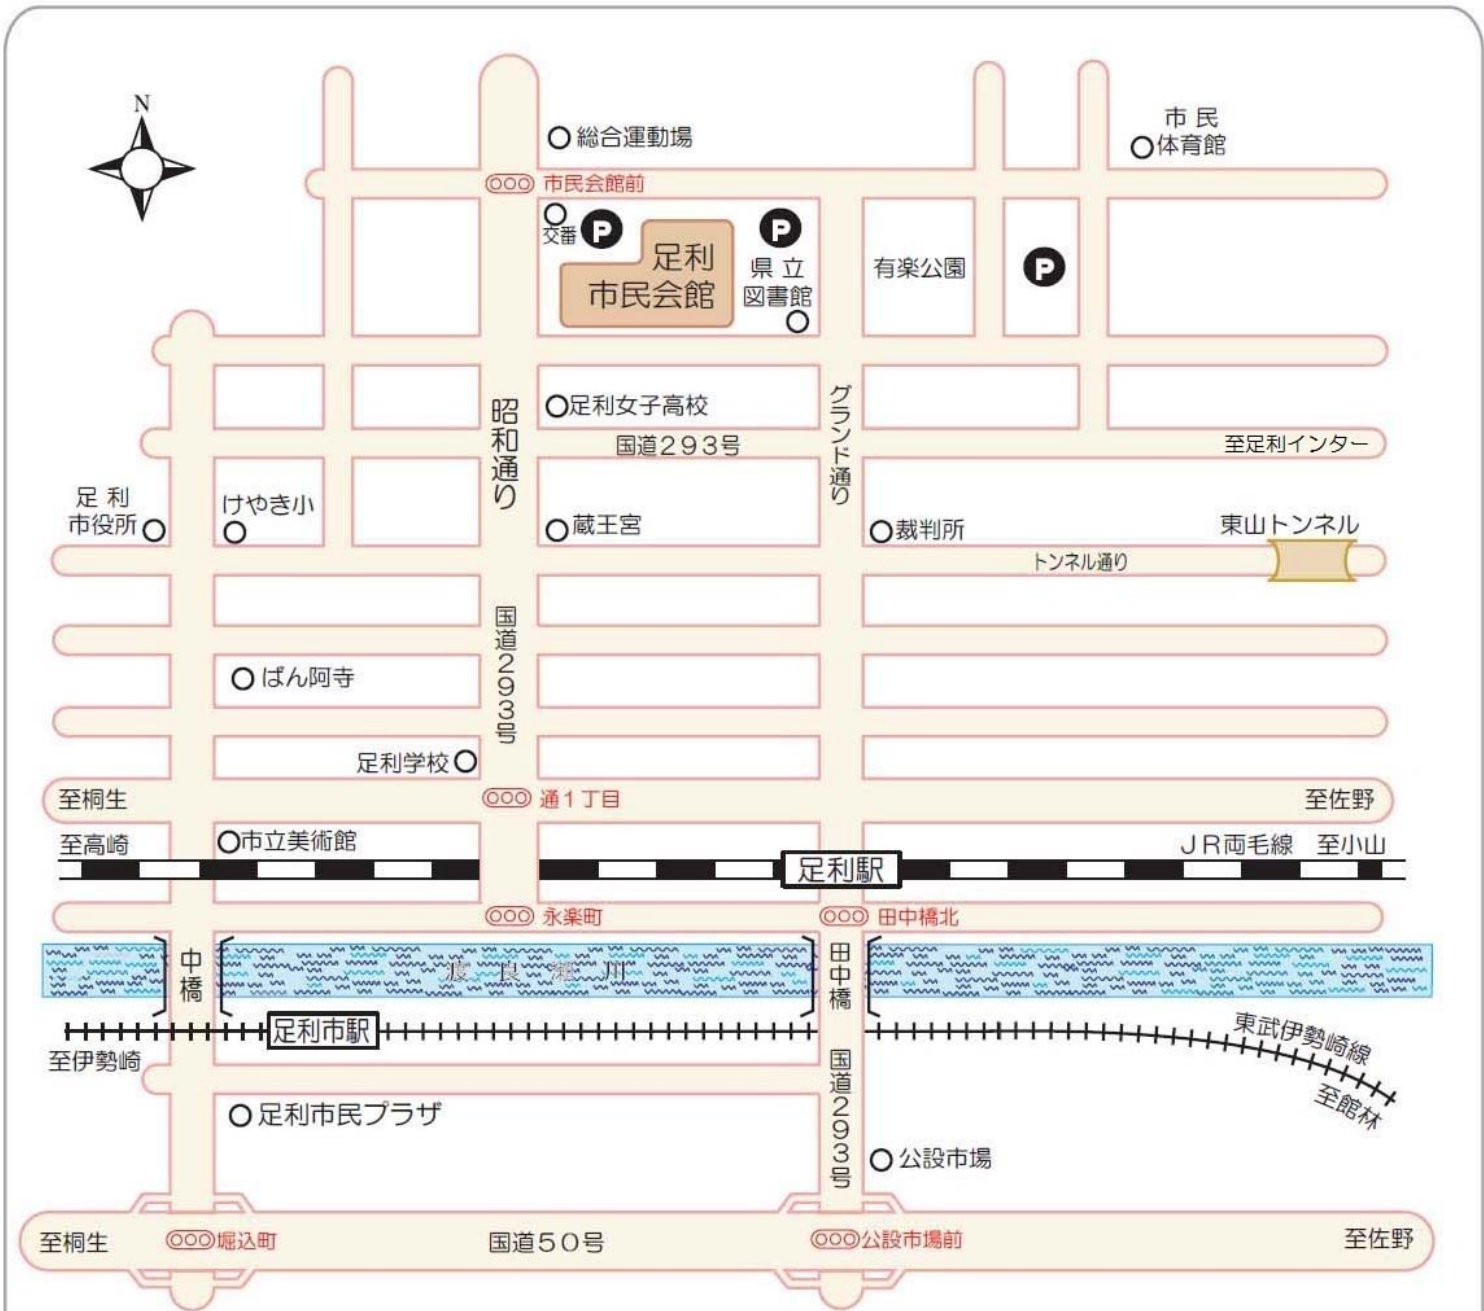 N
総合運動場
市民
体育館
市民会館前
交番
P
足利
市民会館
P
県立
図書館
有楽公園
P
昭和通り
足利女子高校
グランド通り
国道293号
至足利インター
足利
市役所
けやき小
蔵王宮
裁判所
東山トンネル
トンネル通り
国道293号
ばん阿寺
足利学校
至桐生
通1丁目
至佐野
至高崎
市立美術館
JR両毛線 至小山
足利駅
永楽町
田中橋北
中橋
渡良瀬川
田中橋
足利市駅
東武伊勢崎線
至伊勢崎
至館林
国道293号
足利市民プラザ
公設市場
至桐生
堀込町
国道50号
公設市場前
至佐野